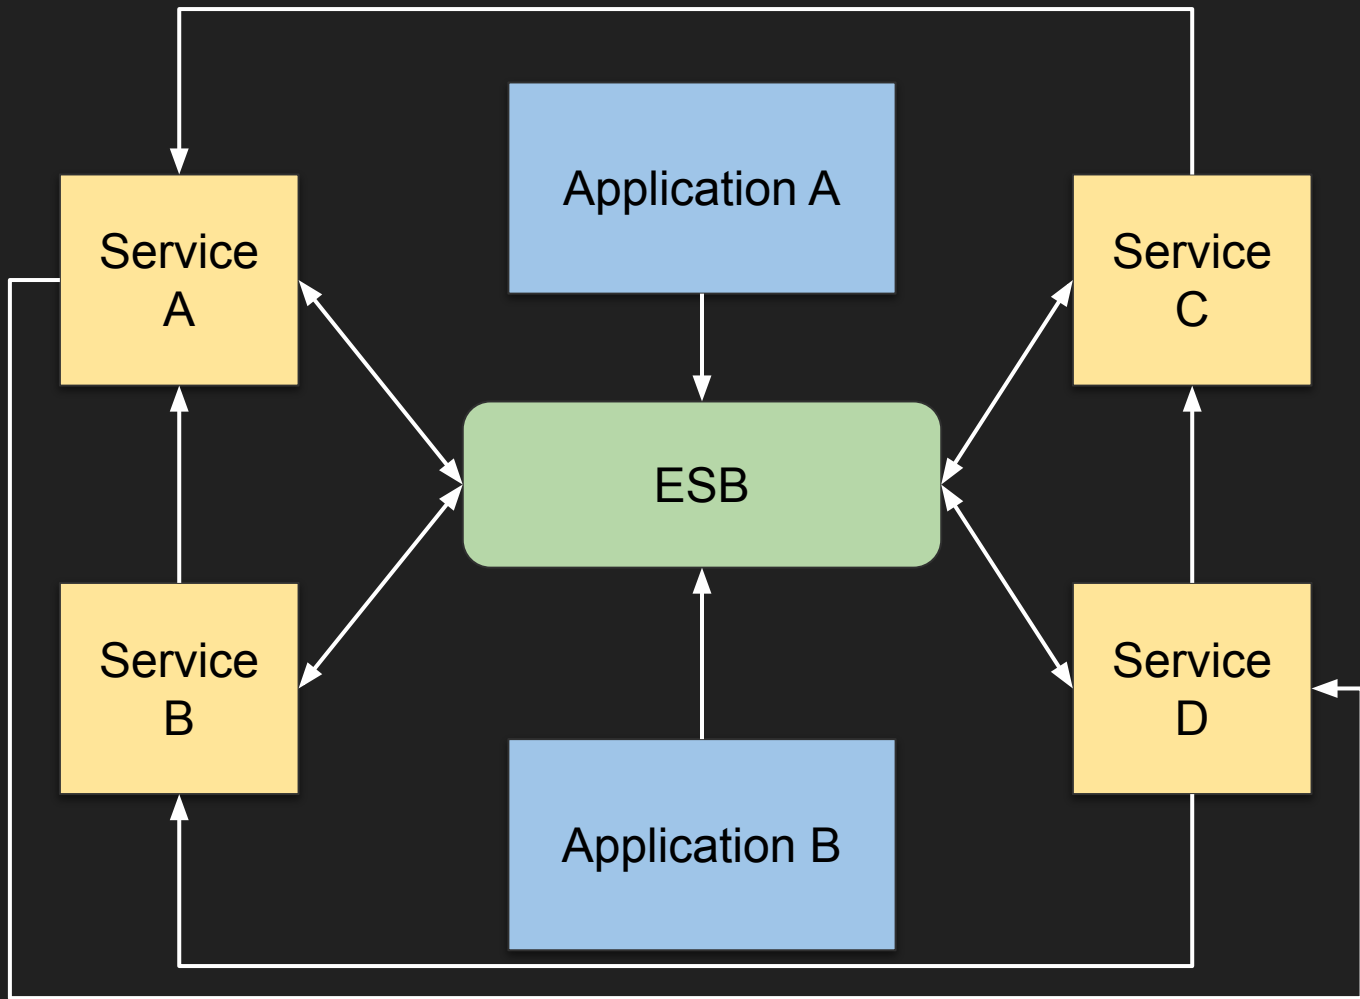 Application A
Service
A
Service
C
ESB
Service
B
Service
D
Application B